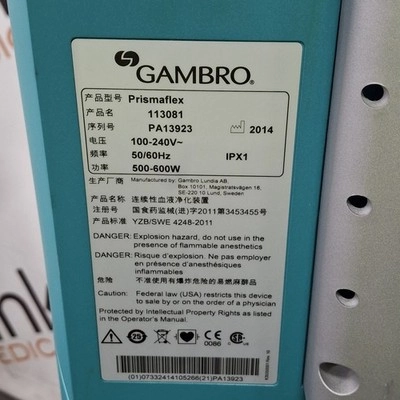 GAMBRO®
产品型号 Prismaflex
产品名 113081
序列号 PA13923 2014
电压 100-240V~
频率 50/60Hz IPX1
功率 500-600W
生产厂商 Manufactured by: Gambro Lundia AB,
Box 10101, Magistratsvägen 16,
SE-220 10 Lund, Sweden
产品名称 连续性血液净化装置
注册号 国食药监械(进)字2011第3453455号
产品标准 YZB/SWE 4248-2011
DANGER: Explosion hazard, do not use in the presence of flammable anesthetics
DANGER: Risque d'explosion. Ne pas employer en présence d'anesthésiques inflammables
危险 不准使用有爆炸危险的易燃麻醉品
Caution: Federal law (USA) restricts this device to sale by or on the order of a physician
Protected by Intellectual Property Rights as listed in the Operator's Manual.
25 0086
(01)07332414105266(21)PA13923